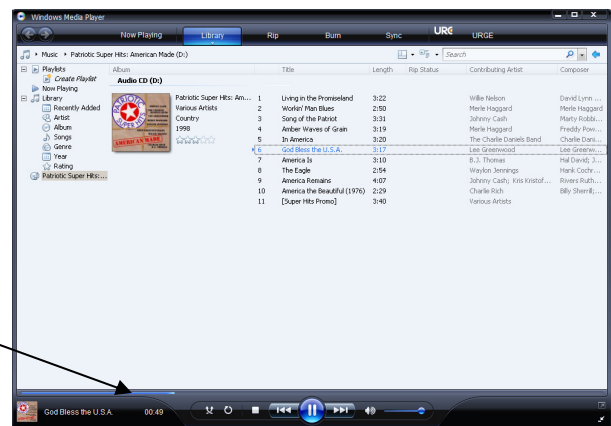 Windows Media Player
Now Playing Library Rip Burn Sync URGE
Music Patriotic Super Hits: American Made (D:) Search
Playlists
Create Playlist
Now Playing
Library
Recently Added
Artist
Album
Songs
Genre
Year
Rating
Patriotic Super Hits:...
Album Title Length Rip Status Contributing Artist Composer
Audio CD (D:)
PATRIOTIC
SUPER HITS
AMERICAN MADE
Patriotic Super Hits: Am...
Various Artists
Country
1998
1 Living in the Promiseland 3:22 Willie Nelson David Lynn ...
2 Workin' Man Blues 2:50 Merle Haggard Merle Haggard
3 Song of the Patriot 3:31 Johnny Cash Marty Robbi...
4 Amber Waves of Grain 3:19 Merle Haggard Freddy Pow...
5 In America 3:20 The Charlie Daniels Band Charlie Dani...
6 God Bless the U.S.A. 3:17 Lee Greenwood Lee Greenw...
7 America Is 3:10 B.J. Thomas Hal David; J...
8 The Eagle 2:54 Waylon Jennings Hank Cochr...
9 America Remains 4:07 Johnny Cash; Kris Kristof... Rivers Ruth...
10 America the Beautiful (1976) 2:29 Charlie Rich Billy Sherrill;...
11 [Super Hits Promo] 3:40 Various Artists
God Bless the U.S.A. 00:49